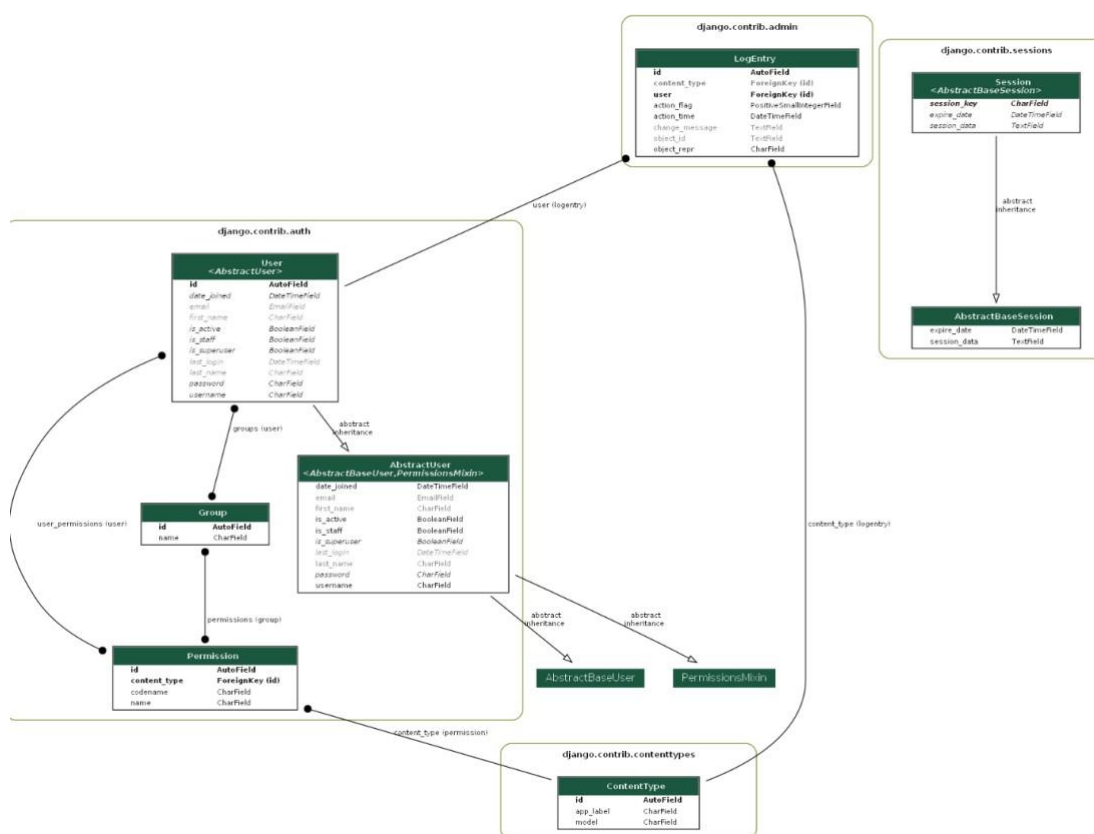 django.contrib.admin
LogEntry
id AutoField
content_type ForeignKey (id)
user ForeignKey (id)
action_flag PositiveSmallIntegerField
action_time DateTimeField
change_message TextField
object_id TextField
object_repr CharField
django.contrib.sessions
Session
<AbstractBaseSession>
session_key CharField
expire_date DateTimeField
session_data TextField
abstract
inheritance
AbstractBaseSession
expire_date DateTimeField
session_data TextField
user (logentry)
django.contrib.auth
User
<AbstractUser>
id AutoField
date_joined DateTimeField
email EmailField
first_name CharField
is_active BooleanField
is_staff BooleanField
is_superuser BooleanField
last_login DateTimeField
last_name CharField
password CharField
username CharField
groups (user)
abstract
inheritance
AbstractUser
<AbstractBaseUser,PermissionsMixin>
date_joined DateTimeField
email EmailField
first_name CharField
is_active BooleanField
is_staff BooleanField
is_superuser BooleanField
last_login DateTimeField
last_name CharField
password CharField
username CharField
user_permissions (user)
Group
id AutoField
name CharField
content_type (logentry)
permissions (group)
abstract
inheritance
abstract
inheritance
Permission
id AutoField
content_type ForeignKey (id)
codename CharField
name CharField
AbstractBaseUser
PermissionsMixin
content_type (permission)
django.contrib.contenttypes
ContentType
id AutoField
app_label CharField
model CharField